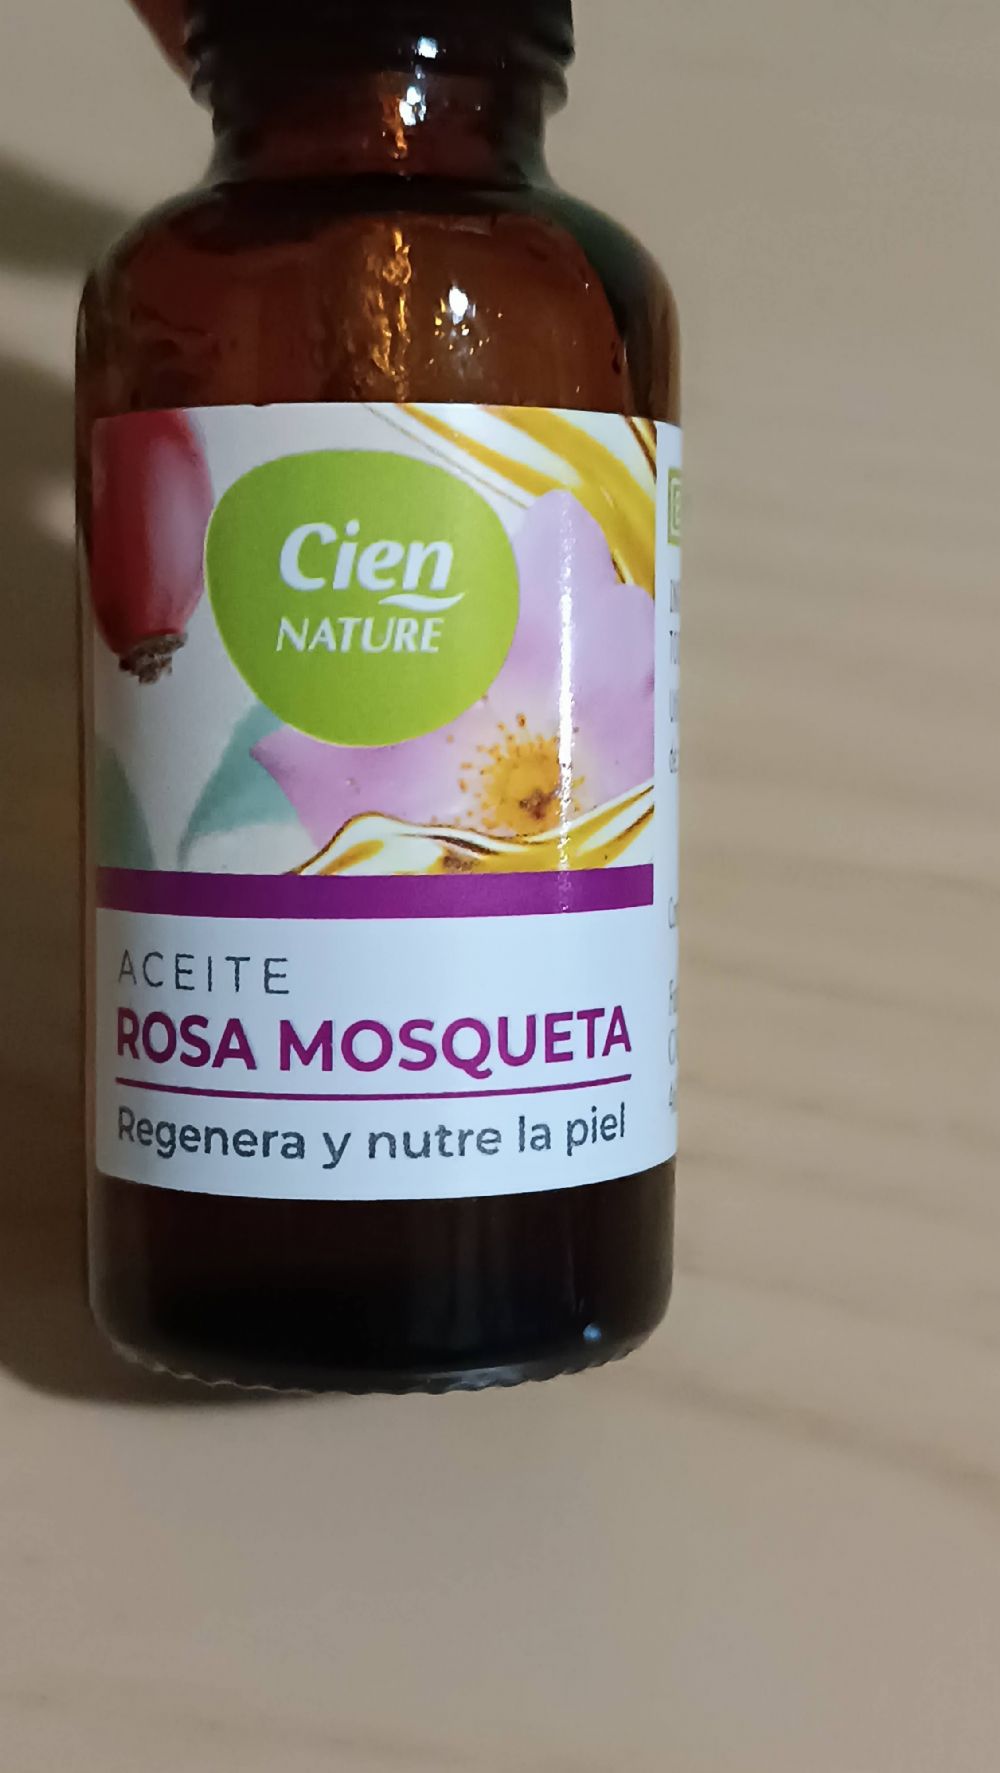 Cien
NATURE
ACEITE
ROSA MOSQUETA
Regenera y nutre la piel